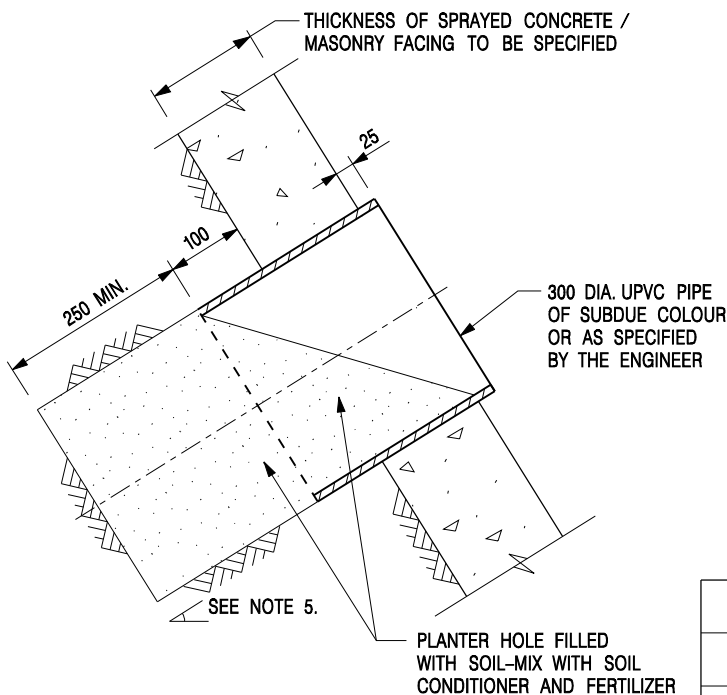 THICKNESS OF SPRAYED CONCRETE /
MASONRY FACING TO BE SPECIFIED
25
100
250 MIN.
300 DIA. UPVC PIPE
OF SUBDUE COLOUR
OR AS SPECIFIED
BY THE ENGINEER
SEE NOTE 5.
PLANTER HOLE FILLED
WITH SOIL-MIX WITH SOIL
CONDITIONER AND FERTILIZER